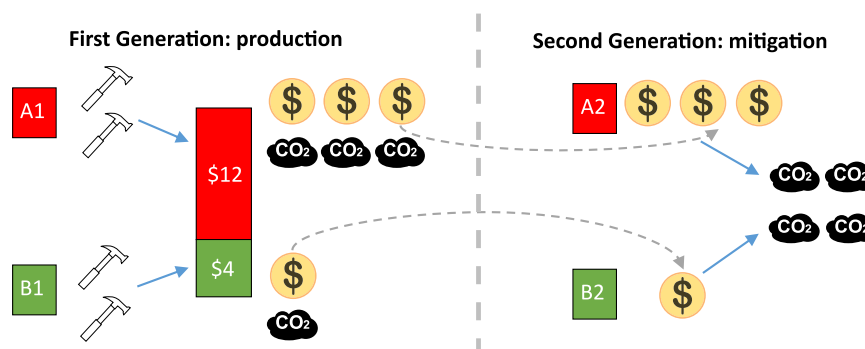 First Generation: production
Second Generation: mitigation
A1
$ $ $
CO₂ CO₂ CO₂
$12
A2
$ $ $
CO₂ CO₂
CO₂ CO₂
B1
$4
$
CO₂
B2
$